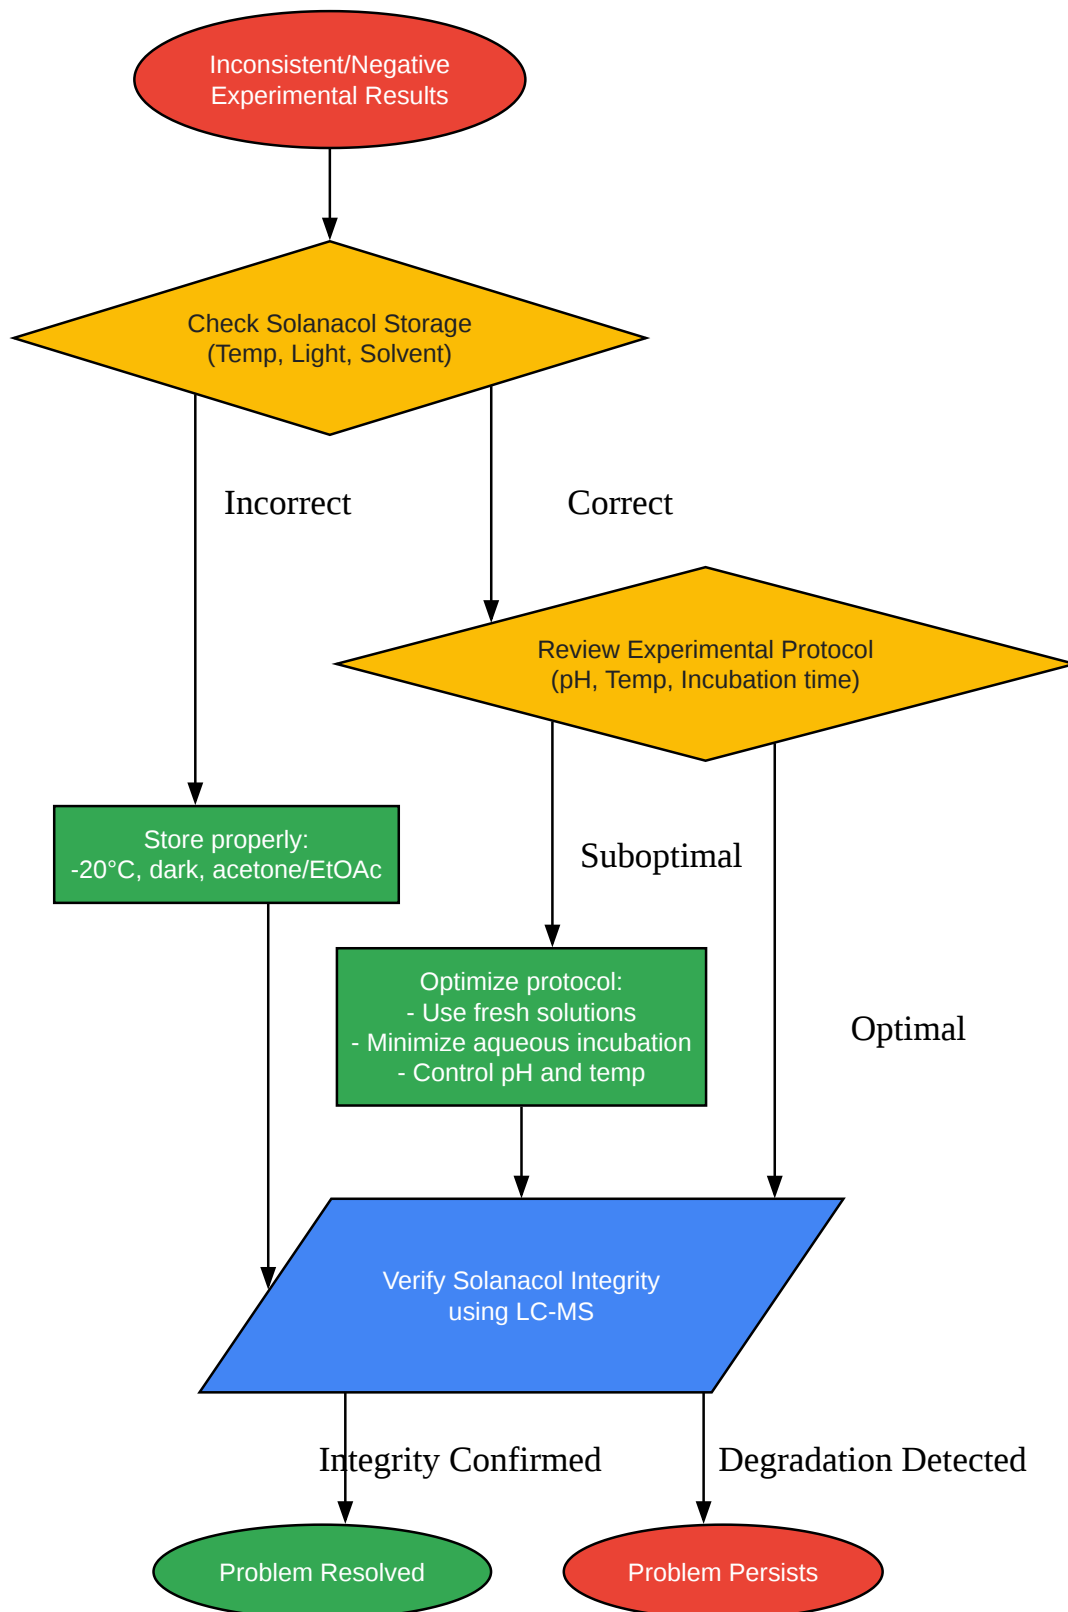 Inconsistent/Negative
Experimental Results
Check Solanacol Storage
(Temp, Light, Solvent)
Incorrect
Correct
Review Experimental Protocol
(pH, Temp, Incubation time)
Store properly:
-20°C, dark, acetone/EtOAc
Suboptimal
Optimize protocol:
- Use fresh solutions
- Minimize aqueous incubation
- Control pH and temp
Optimal
Verify Solanacol Integrity
using LC-MS
Integrity Confirmed
Degradation Detected
Problem Resolved
Problem Persists